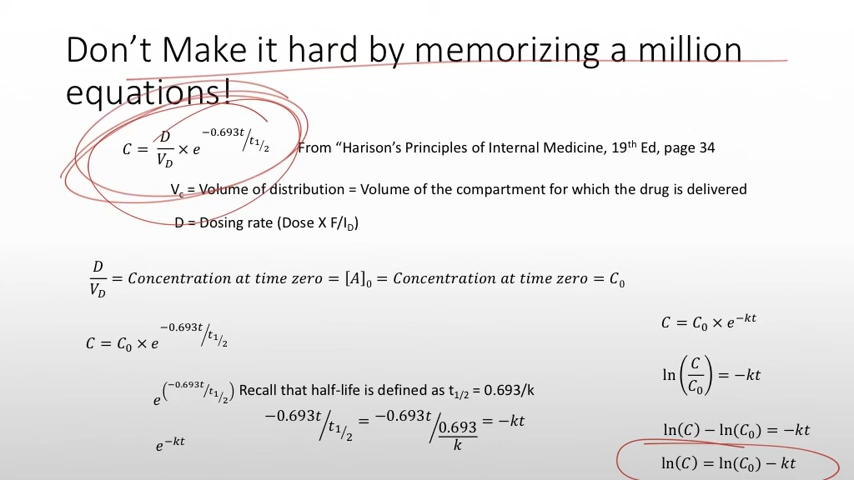 Don't Make it hard by memorizing a million
equations!
C = D/V_D × e^(−0.693t/t_1/2) From “Harison's Principles of Internal Medicine, 19th Ed, page 34
V_c = Volume of distribution = Volume of the compartment for which the drug is delivered
D = Dosing rate (Dose X F/I_D)
D/V_D = Concentration at time zero = [A]_0 = Concentration at time zero = C_0
C = C_0 × e^(−0.693t/t_1/2)
e^(−0.693t/t_1/2) Recall that half-life is defined as t_1/2 = 0.693/k
−0.693t/t_1/2 = −0.693t/(0.693/k) = −kt
e^−kt
C = C_0 × e^−kt
ln(C/C_0) = −kt
ln(C) − ln(C_0) = −kt
ln(C) = ln(C_0) − kt